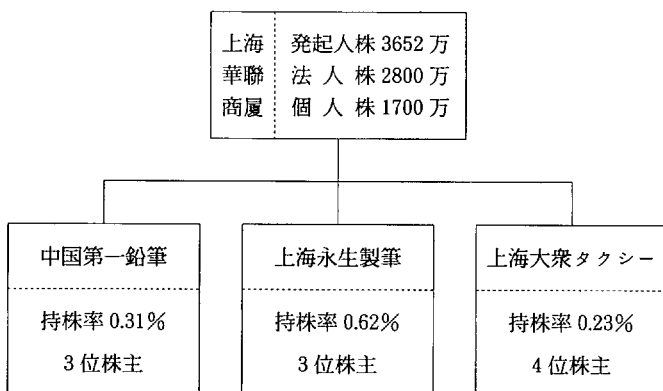 上海 発起人株 3652 万
華聯 法人株 2800 万
商厦 個人株 1700 万
中国第一鉛筆
持株率 0.31%
3 位株主
上海永生製筆
持株率 0.62%
3 位株主
上海大衆タクシー
持株率 0.23%
4 位株主